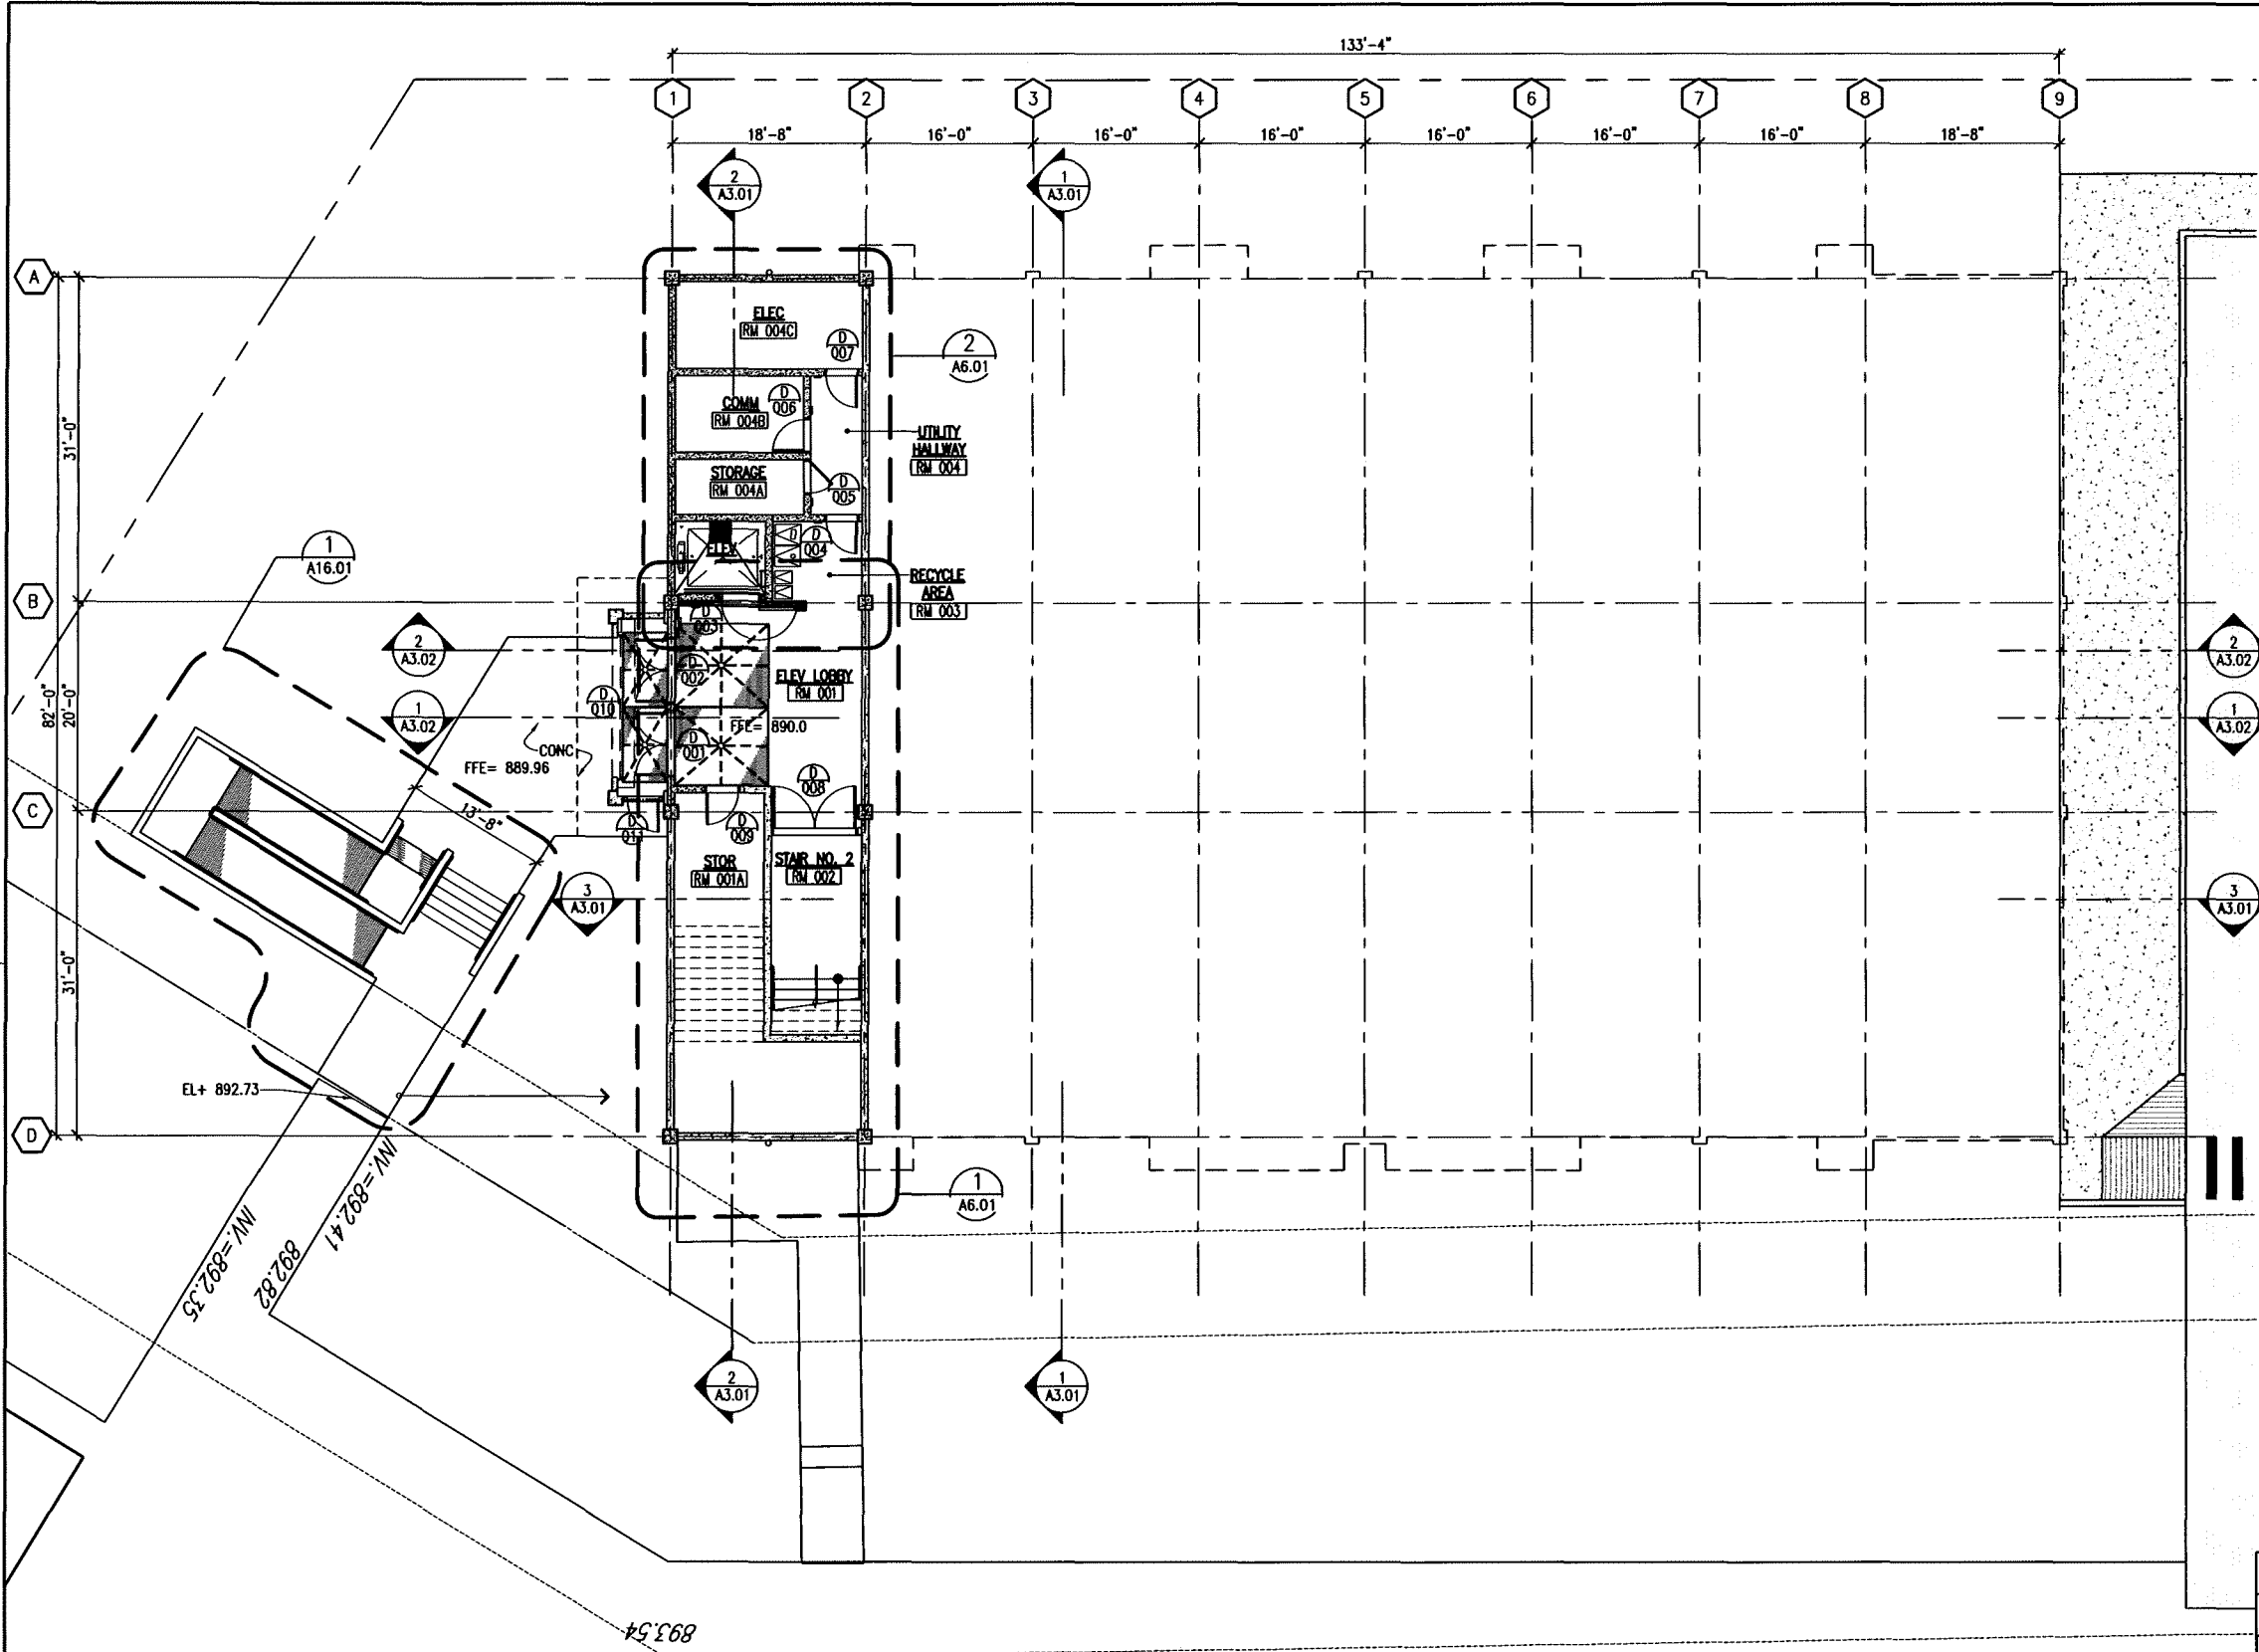 133'-4"
1
2
3
4
5
6
7
8
9
18'-8"
16'-0"
16'-0"
16'-0"
16'-0"
16'-0"
16'-0"
18'-8"
2
A3.01
1
A3.01
A
ELEC
RM 004C
D
007
2
A6.01
COMM
RM 004B
D
006
UTILITY
HALLWAY
RM 004
31'-0"
STORAGE
RM 004A
D
005
1
A16.01
ELEV
D
004
RECYCLE
AREA
RM 003
B
D
003
2
A3.02
D
002
ELEV LOBBY
RM 001
2
A3.02
82'-0"
20'-0"
D
010
1
A3.02
FFE= 890.0
1
A3.02
CONC
D
001
FFE= 889.96
D
008
C
13'-8"
D
011
D
009
STOR
RM 001A
STAIR NO. 2
RM 002
3
A3.01
3
A3.01
31'-0"
EL+ 892.73
D
INV.=892.41
1
A6.01
INV.=892.35
892.82
2
A3.01
1
A3.01
893.54